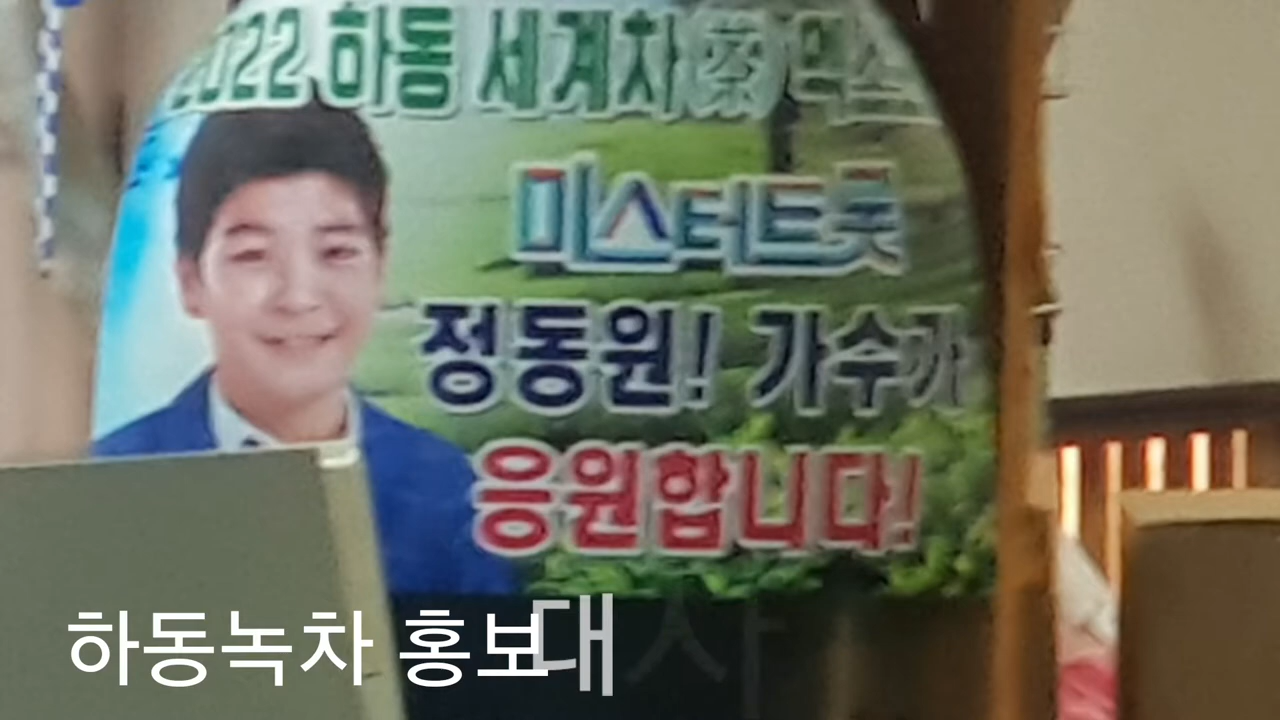 2022 하동 세계차茶 엑스
미스터트롯
정동원! 가수가
응원합니다!
하동녹차 홍보대사